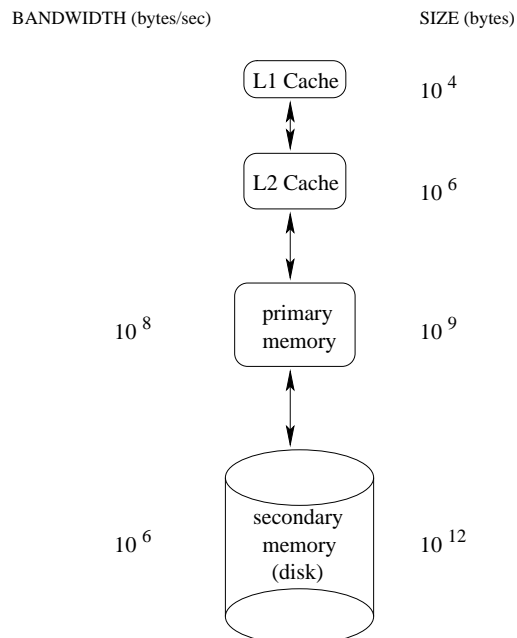 BANDWIDTH (bytes/sec) SIZE (bytes)
L1 Cache 10^4
L2 Cache 10^6
primary
memory
10^8 10^9
secondary
memory
(disk)
10^6 10^12